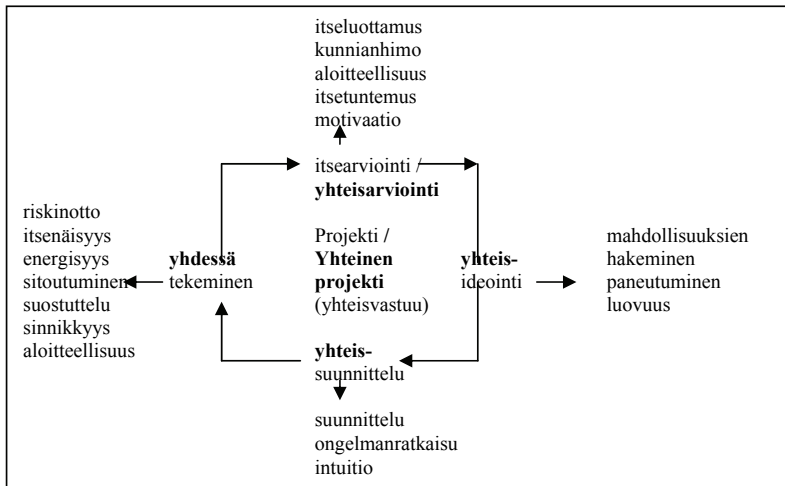 itseluottamus
kunnianhimo
aloitteellisuus
itsetuntemus
motivaatio
itsearviointi /
yhteisarviointi
riskinotto
itsenäisyys
energisyys
sitoutuminen
suostuttelu
sinnikkyys
aloitteellisuus
yhdessä
tekeminen
Projekti /
Yhteinen
projekti
(yhteisvastuu)
yhteis-
ideointi
mahdollisuuksien
hakeminen
paneutuminen
luovuus
yhteis-
suunnittelu
suunnittelu
ongelmanratkaisu
intuitio